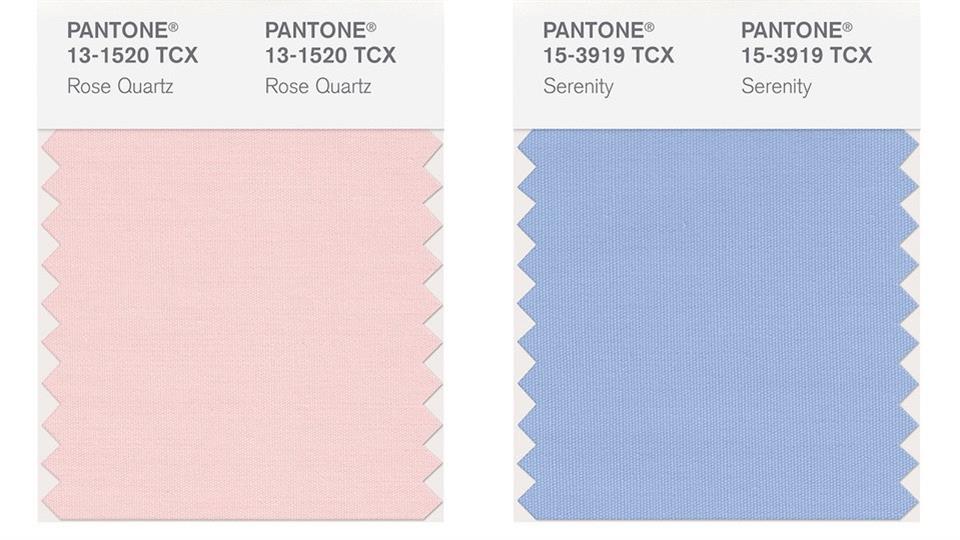 PANTONE® PANTONE®
13-1520 TCX 13-1520 TCX
Rose Quartz Rose Quartz
PANTONE® PANTONE®
15-3919 TCX 15-3919 TCX
Serenity Serenity